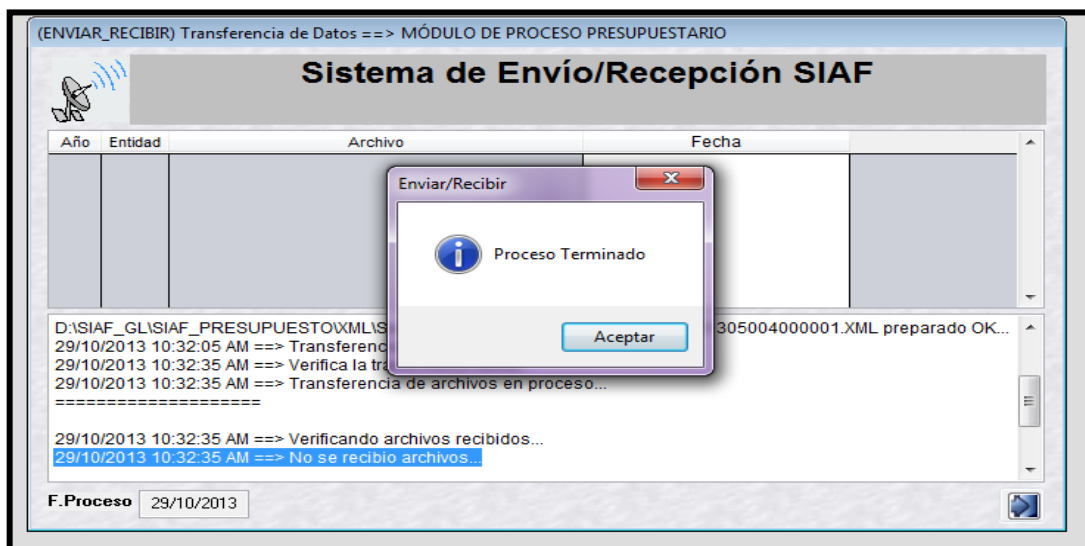 (ENVIAR_RECIBIR) Transferencia de Datos ==> MÓDULO DE PROCESO PRESUPUESTARIO
Sistema de Envío/Recepción SIAF
Año Entidad Archivo Fecha
Enviar/Recibir
Proceso Terminado
Aceptar
D:\SIAF_GL\SIAF_PRESUPUESTO\XML\S 305004000001.XML preparado OK...
29/10/2013 10:32:05 AM ==> Transferenc
29/10/2013 10:32:35 AM ==> Verifica la tra
29/10/2013 10:32:35 AM ==> Transferencia de archivos en proceso...
====================
29/10/2013 10:32:35 AM ==> Verificando archivos recibidos...
29/10/2013 10:32:35 AM ==> No se recibio archivos...
F.Proceso 29/10/2013